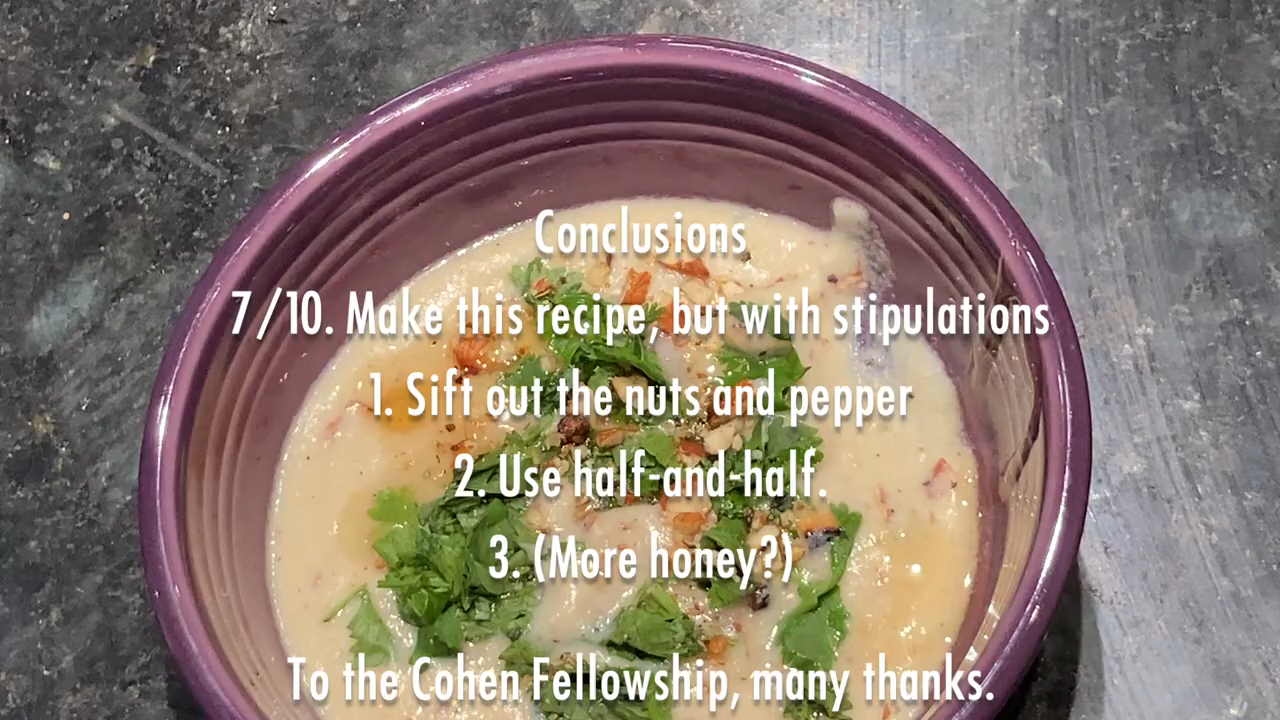 Conclusions
7/10. Make this recipe, but with stipulations
1. Sift out the nuts and pepper
2. Use half-and-half.
3. (More honey?)
To the Cohen Fellowship, many thanks.